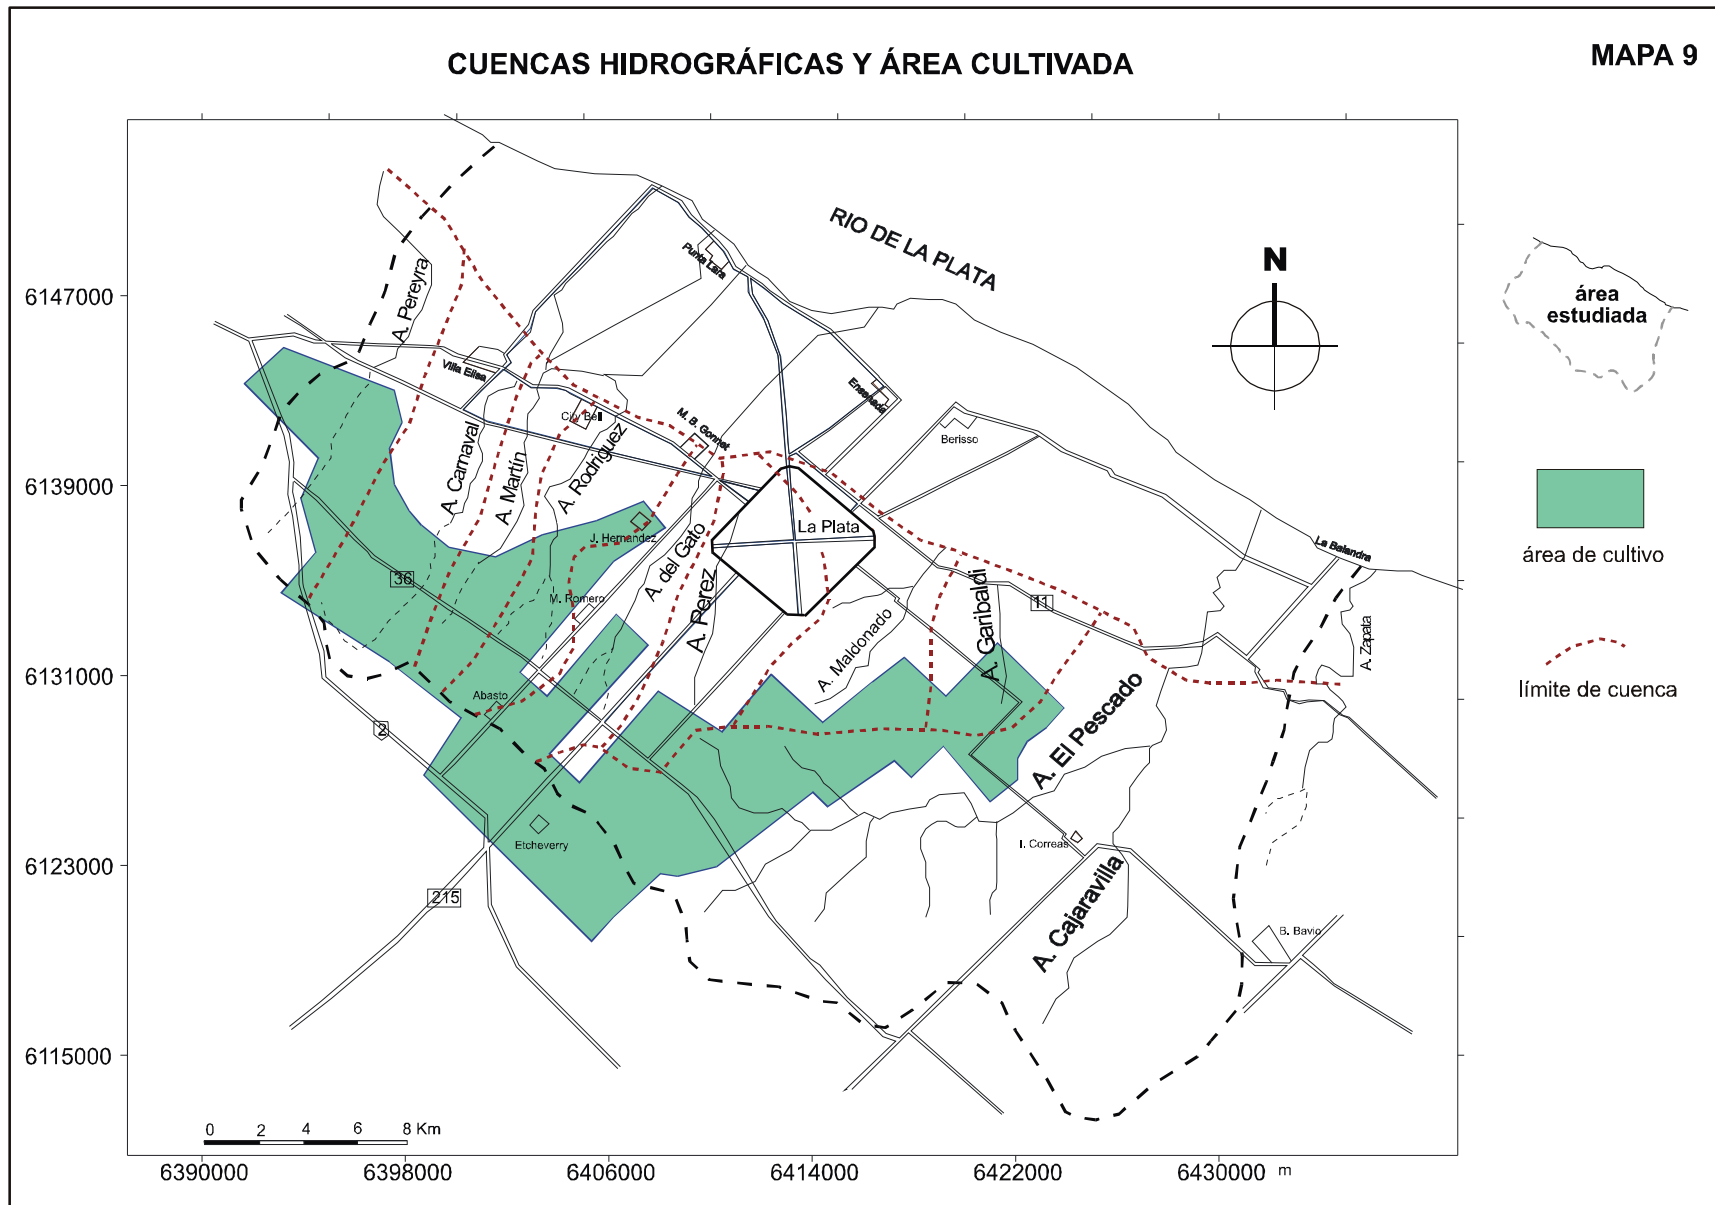 CUENCAS HIDROGRÁFICAS Y ÁREA CULTIVADA
MAPA 9
RIO DE LA PLATA
N
6147000
6139000
6131000
6123000
6115000
A. Pereyra
Punta Lara
Villa Elisa
City Bell
M. B. Gonnet
Ensenada
Berisso
A. Carnaval
A. Martín
A. Rodriguez
J. Hernandez
A. del Gato
La Plata
La Balandra
36
M. Romero
A. Perez
A. Maldonado
A. Garibaldi
11
A. Zapata
Abasto
2
A. El Pescado
Etcheverry
I. Correas
215
A. Cajaravilla
B. Bavio
0 2 4 6 8 Km
6390000 6398000 6406000 6414000 6422000 6430000 m
área
estudiada
área de cultivo
límite de cuenca